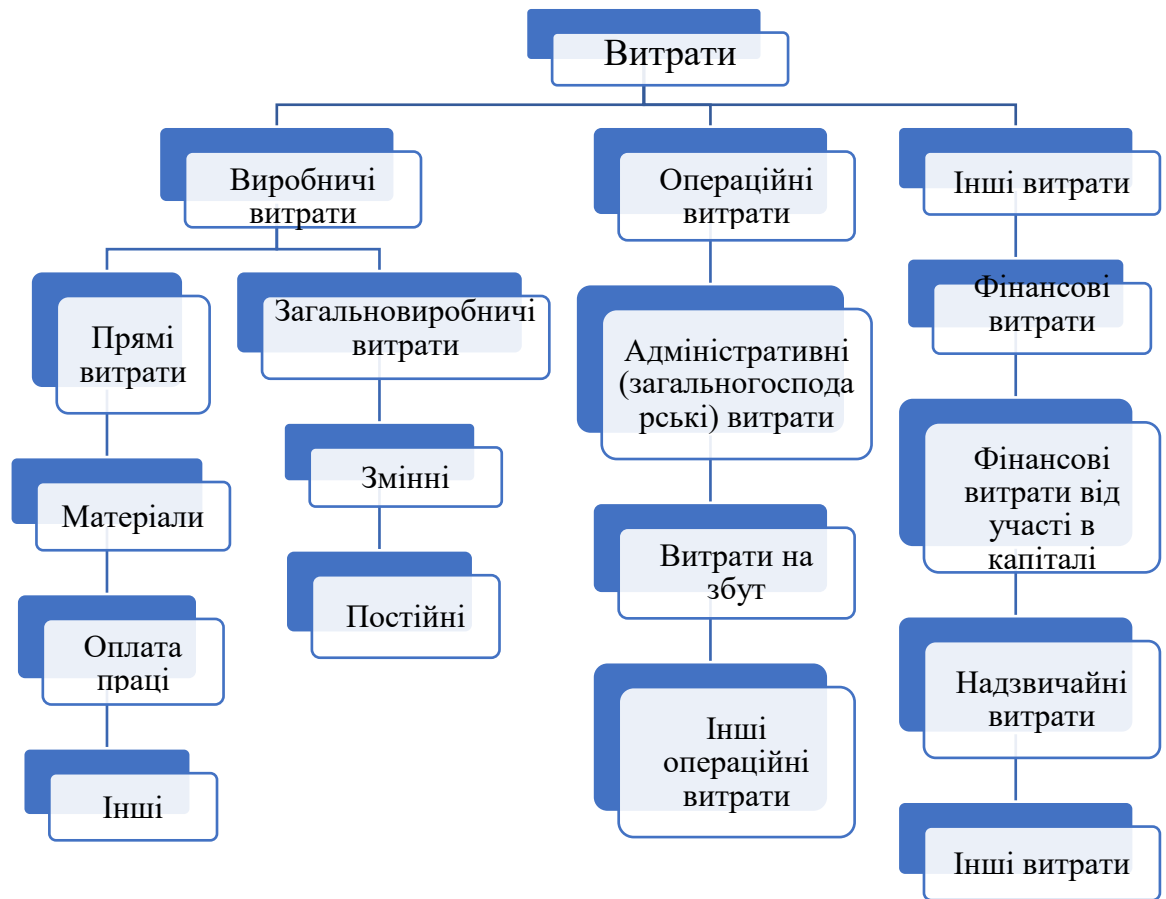 Витрати
Виробничі
витрати
Прямі
витрати
Матеріали
Оплата
праці
Інші
Загальновиробничі
витрати
Змінні
Постійні
Операційні
витрати
Адміністративні
(загальногоспода
рські) витрати
Витрати на
збут
Інші
операційні
витрати
Інші витрати
Фінансові
витрати
Фінансові
витрати від
участі в
капіталі
Надзвичайні
витрати
Інші витрати